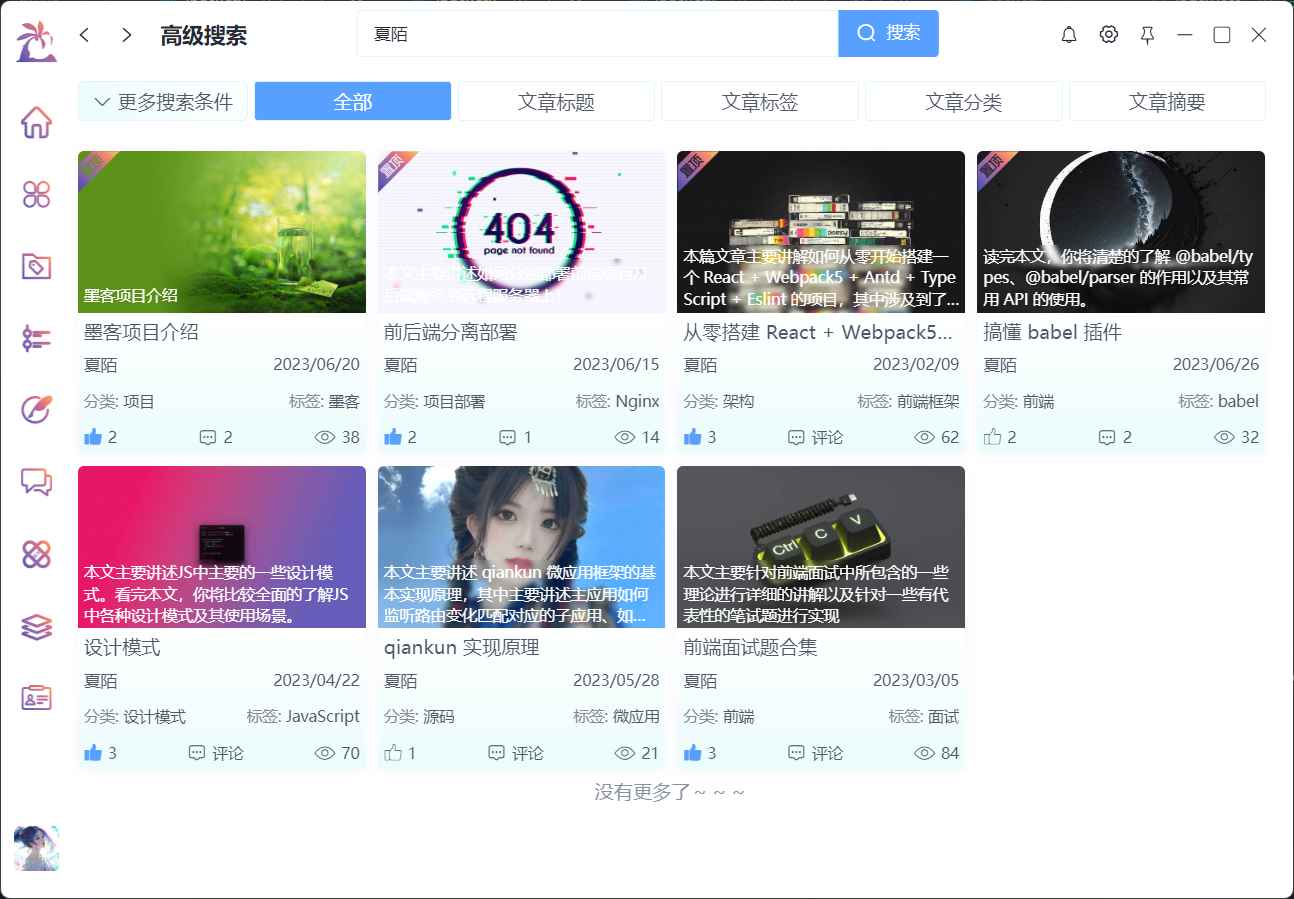 高级搜索
夏陌
搜索
更多搜索条件
全部
文章标题
文章标签
文章分类
文章摘要
置顶
墨客项目介绍
墨客项目介绍
夏陌
2023/06/20
分类: 项目
标签: 墨客
2
2
38
置顶
404
page not found
前后端分离部署
夏陌
2023/06/15
分类: 项目部署
标签: Nginx
2
1
14
置顶
本篇文章主要讲解如何从零开始搭建一
个 React + Webpack5 + Antd + Type
Script + Eslint 的项目，其中涉及到了...
从零搭建 React + Webpack5...
夏陌
2023/02/09
分类: 架构
标签: 前端框架
3
评论
62
置顶
读完本文，你将清楚的了解 @babel/ty
pes、@babel/parser 的作用以及其常
用 API 的使用。
搞懂 babel 插件
夏陌
2023/06/26
分类: 前端
标签: babel
2
2
32
本文主要讲述JS中主要的一些设计模
式。看完本文，你将比较全面的了解JS
中各种设计模式及其使用场景。
设计模式
夏陌
2023/04/22
分类: 设计模式
标签: JavaScript
3
评论
70
本文主要讲述 qiankun 微应用框架的基
本实现原理，其中主要讲述主应用如何
监听路由变化匹配对应的子应用、如...
qiankun 实现原理
夏陌
2023/05/28
分类: 源码
标签: 微应用
1
评论
21
Ctrl
C
V
本文主要针对前端面试中所包含的一些
理论进行详细的讲解以及针对一些有代
表性的笔试题进行实现
前端面试题合集
夏陌
2023/03/05
分类: 前端
标签: 面试
3
评论
84
没有更多了～～～